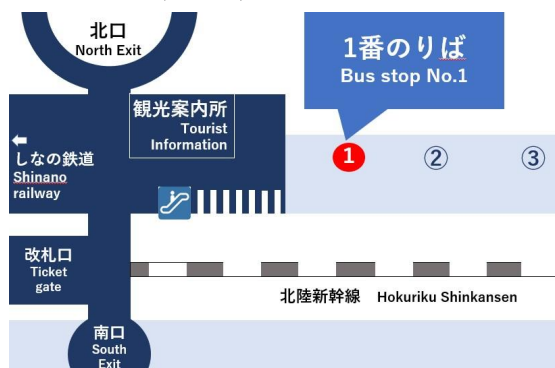 北口
North Exit
1番のりば
Bus stop No.1
観光案内所
Tourist
Information
しなの鉄道
Shinano
railway
1
②
③
改札口
Ticket
gate
北陸新幹線 Hokuriku Shinkansen
南口
South
Exit